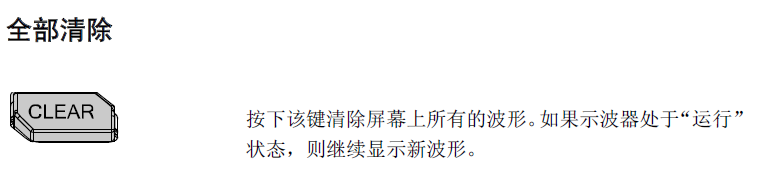 全部清除
CLEAR
按下该键清除屏幕上所有的波形。如果示波器处于“运行”
状态，则继续显示新波形。